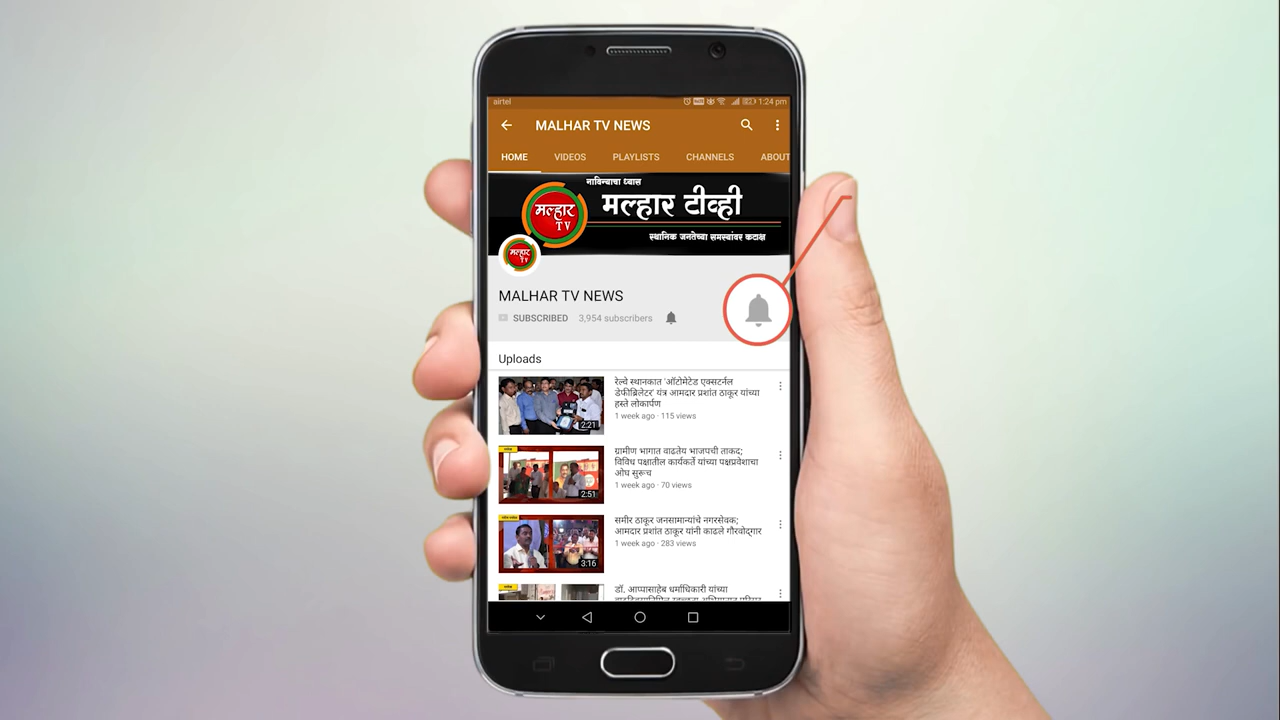 airtel 1:24 pm
MALHAR TV NEWS
HOME VIDEOS PLAYLISTS CHANNELS ABOUT
नाविन्याचा ध्यास
मल्हार TV
मल्हार टीव्ही
स्थानिक जनतेच्या समस्यांवर कटाक्ष
मल्हार TV
MALHAR TV NEWS
SUBSCRIBED 3,954 subscribers
Uploads
रेल्वे स्थानकात 'ऑटोमेटेड एक्सटर्नल
डेफीब्रिलेटर' यंत्र आमदार प्रशांत ठाकूर यांच्या
हस्ते लोकार्पण
1 week ago · 115 views
2:21
ग्रामीण भागात वाढतेय भाजपची ताकद;
विविध पक्षातील कार्यकर्ते यांच्या पक्षप्रवेशाचा
ओघ सुरूच
1 week ago · 70 views
2:51
समीर ठाकूर जनसामान्यांचे नगरसेवक;
आमदार प्रशांत ठाकूर यांनी काढले गौरवोद्गार
1 week ago · 283 views
3:16
डॉ. आप्पासाहेब धर्माधिकारी यांच्या